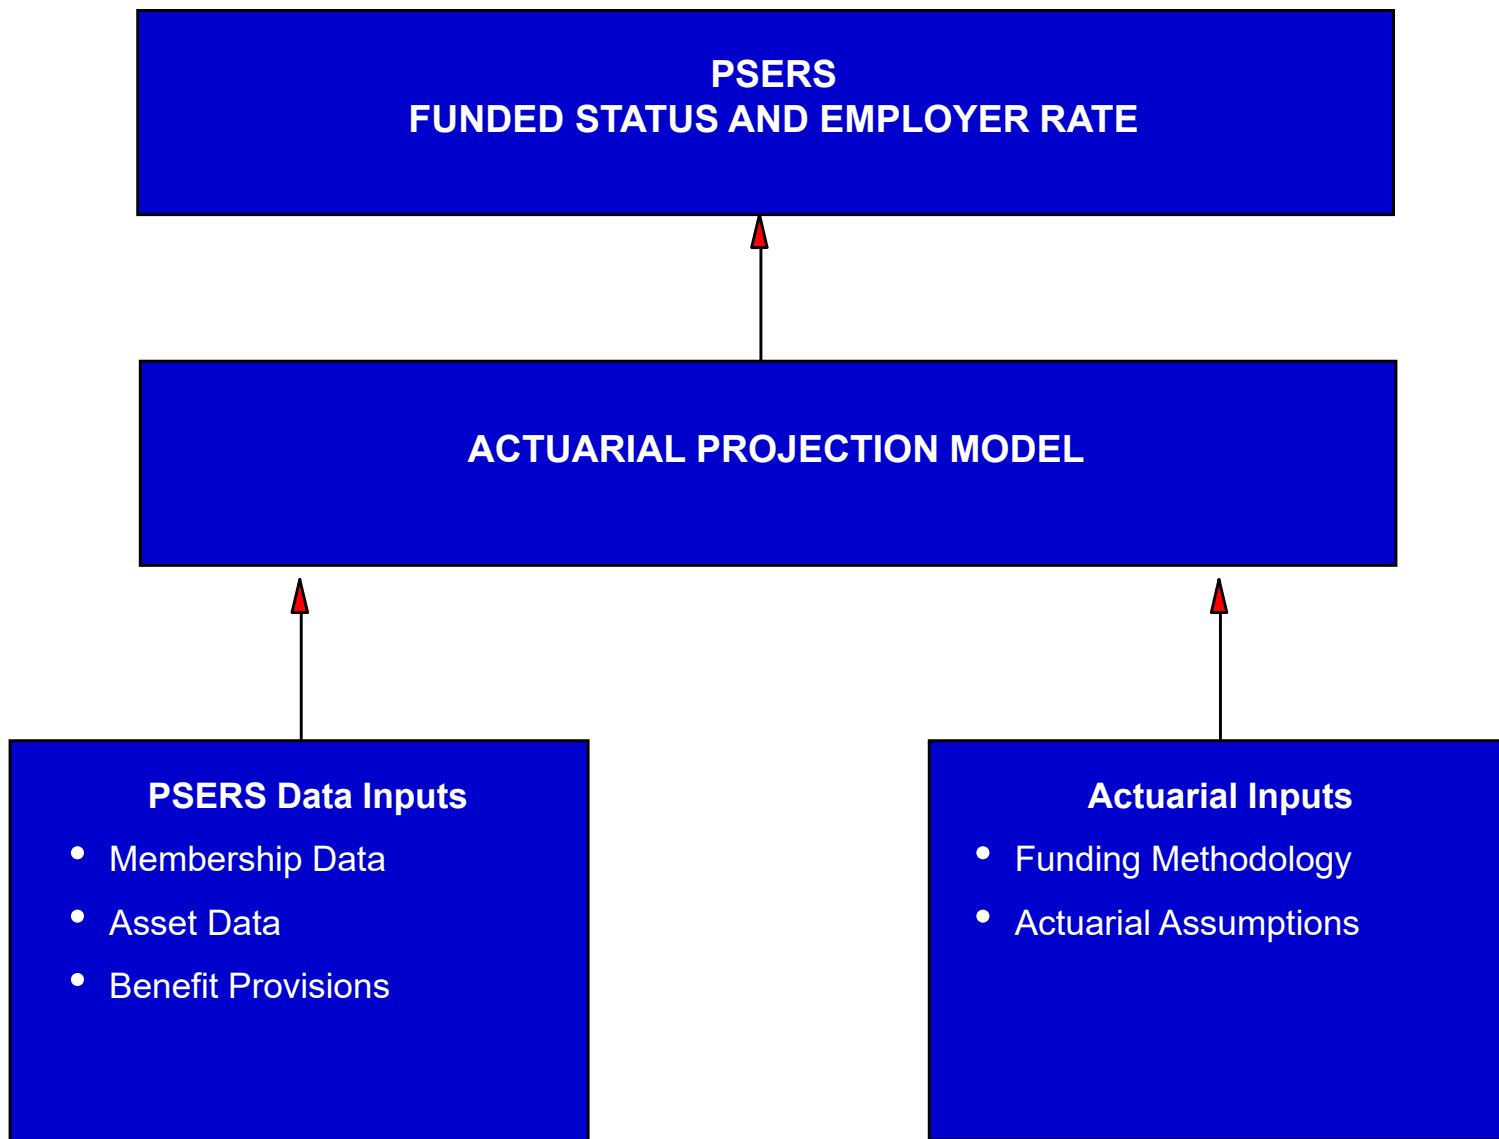 PSERS
FUNDED STATUS AND EMPLOYER RATE
ACTUARIAL PROJECTION MODEL
PSERS Data Inputs
• Membership Data
• Asset Data
• Benefit Provisions
Actuarial Inputs
• Funding Methodology
• Actuarial Assumptions